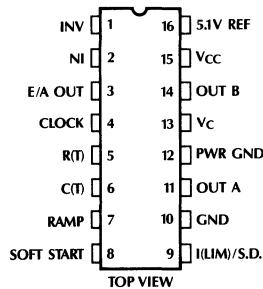 INV 1 16 5.1V REF
NI 2 15 VCC
E/A OUT 3 14 OUT B
CLOCK 4 13 VC
R(T) 5 12 PWR GND
C(T) 6 11 OUT A
RAMP 7 10 GND
SOFT START 8 9 I(LIM)/S.D.
TOP VIEW